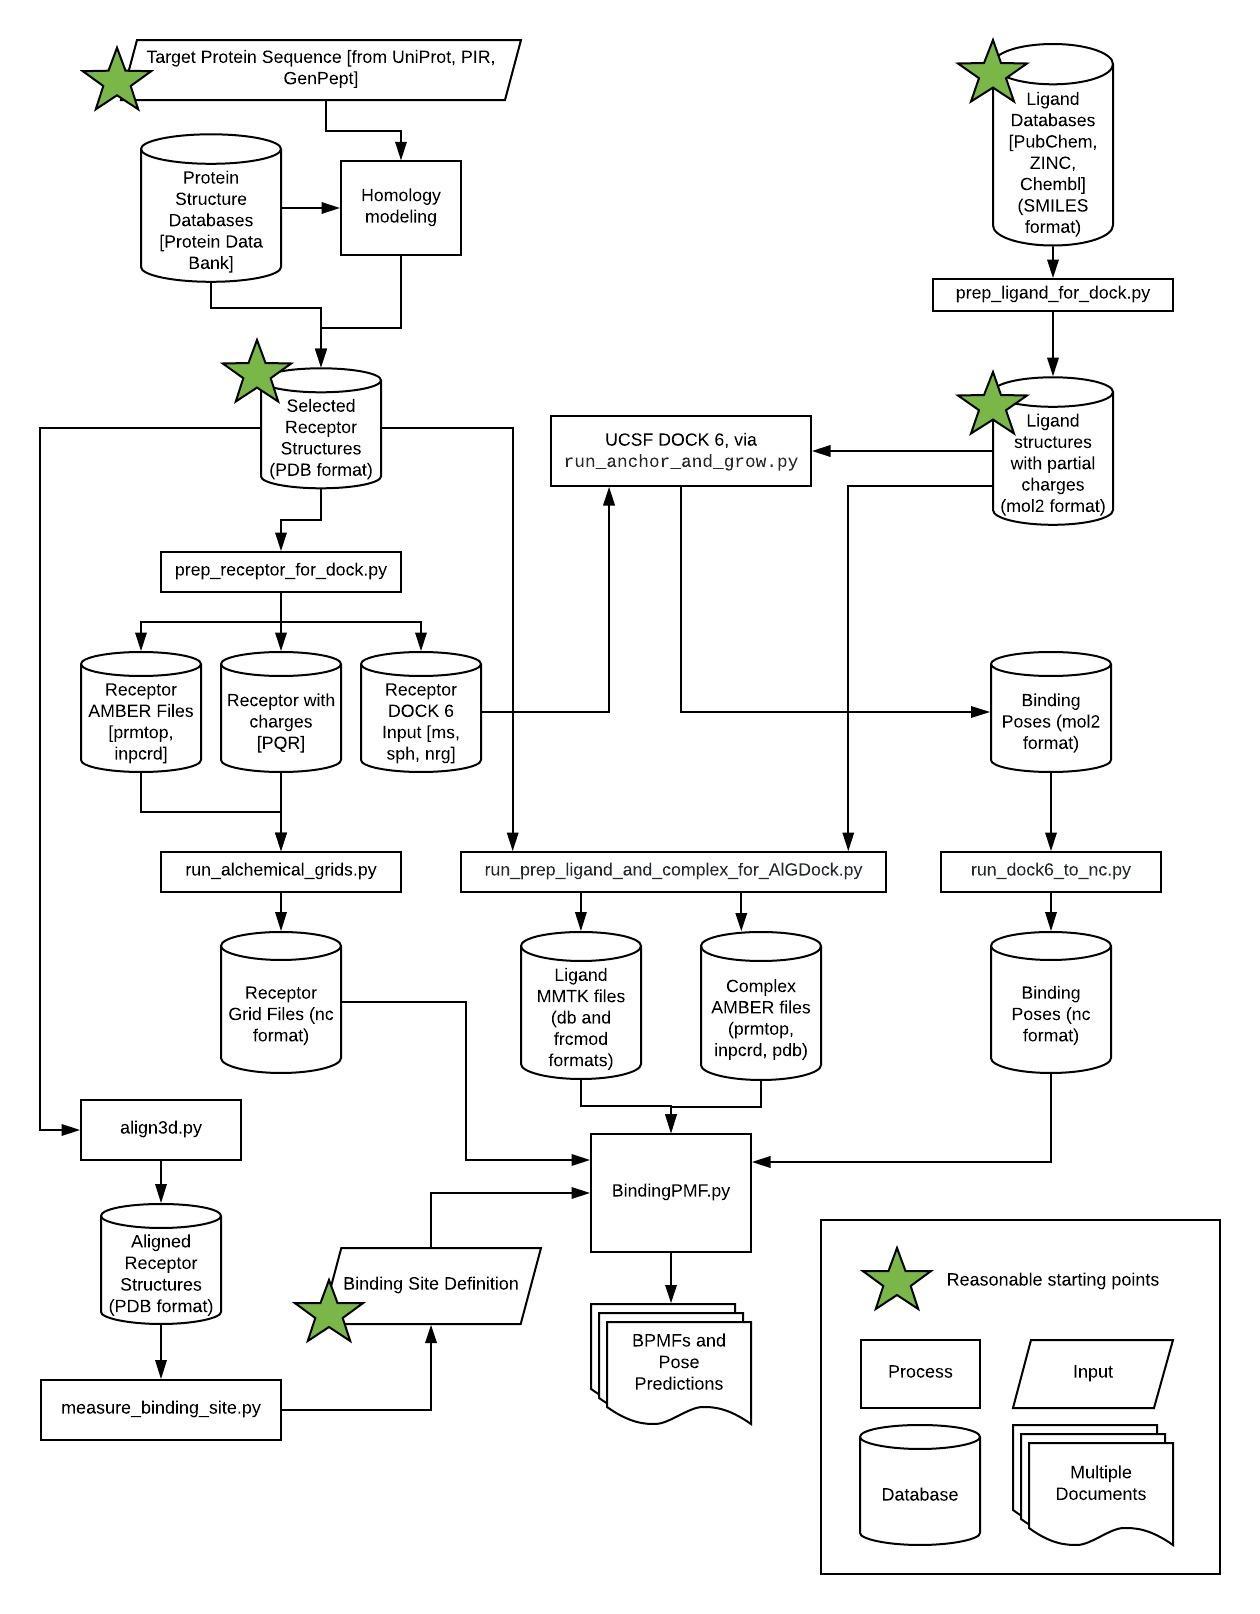 Target Protein Sequence [from UniProt, PIR,
GenPept]
Protein
Structure
Databases
[Protein Data
Bank]
Homology
modeling
Ligand
Databases
[PubChem,
ZINC,
Chembl]
(SMILES
format)
prep_ligand_for_dock.py
Selected
Receptor
Structures
(PDB format)
UCSF DOCK 6, via
run_anchor_and_grow.py
Ligand
structures
with partial
charges
(mol2 format)
prep_receptor_for_dock.py
Receptor
AMBER Files
[prmtop,
inpcrd]
Receptor with
charges
[PQR]
Receptor
DOCK 6
Input [ms,
sph, nrg]
Binding
Poses (mol2
format)
run_alchemical_grids.py
run_prep_ligand_and_complex_for_AlGDock.py
run_dock6_to_nc.py
Receptor
Grid Files (nc
format)
Ligand
MMTK files
(db and
frcmod
formats)
Complex
AMBER files
(prmtop,
inpcrd, pdb)
Binding
Poses (nc
format)
align3d.py
BindingPMF.py
Aligned
Receptor
Structures
(PDB format)
Binding Site Definition
measure_binding_site.py
BPMFs and
Pose
Predictions
Reasonable starting points
Process
Input
Database
Multiple
Documents